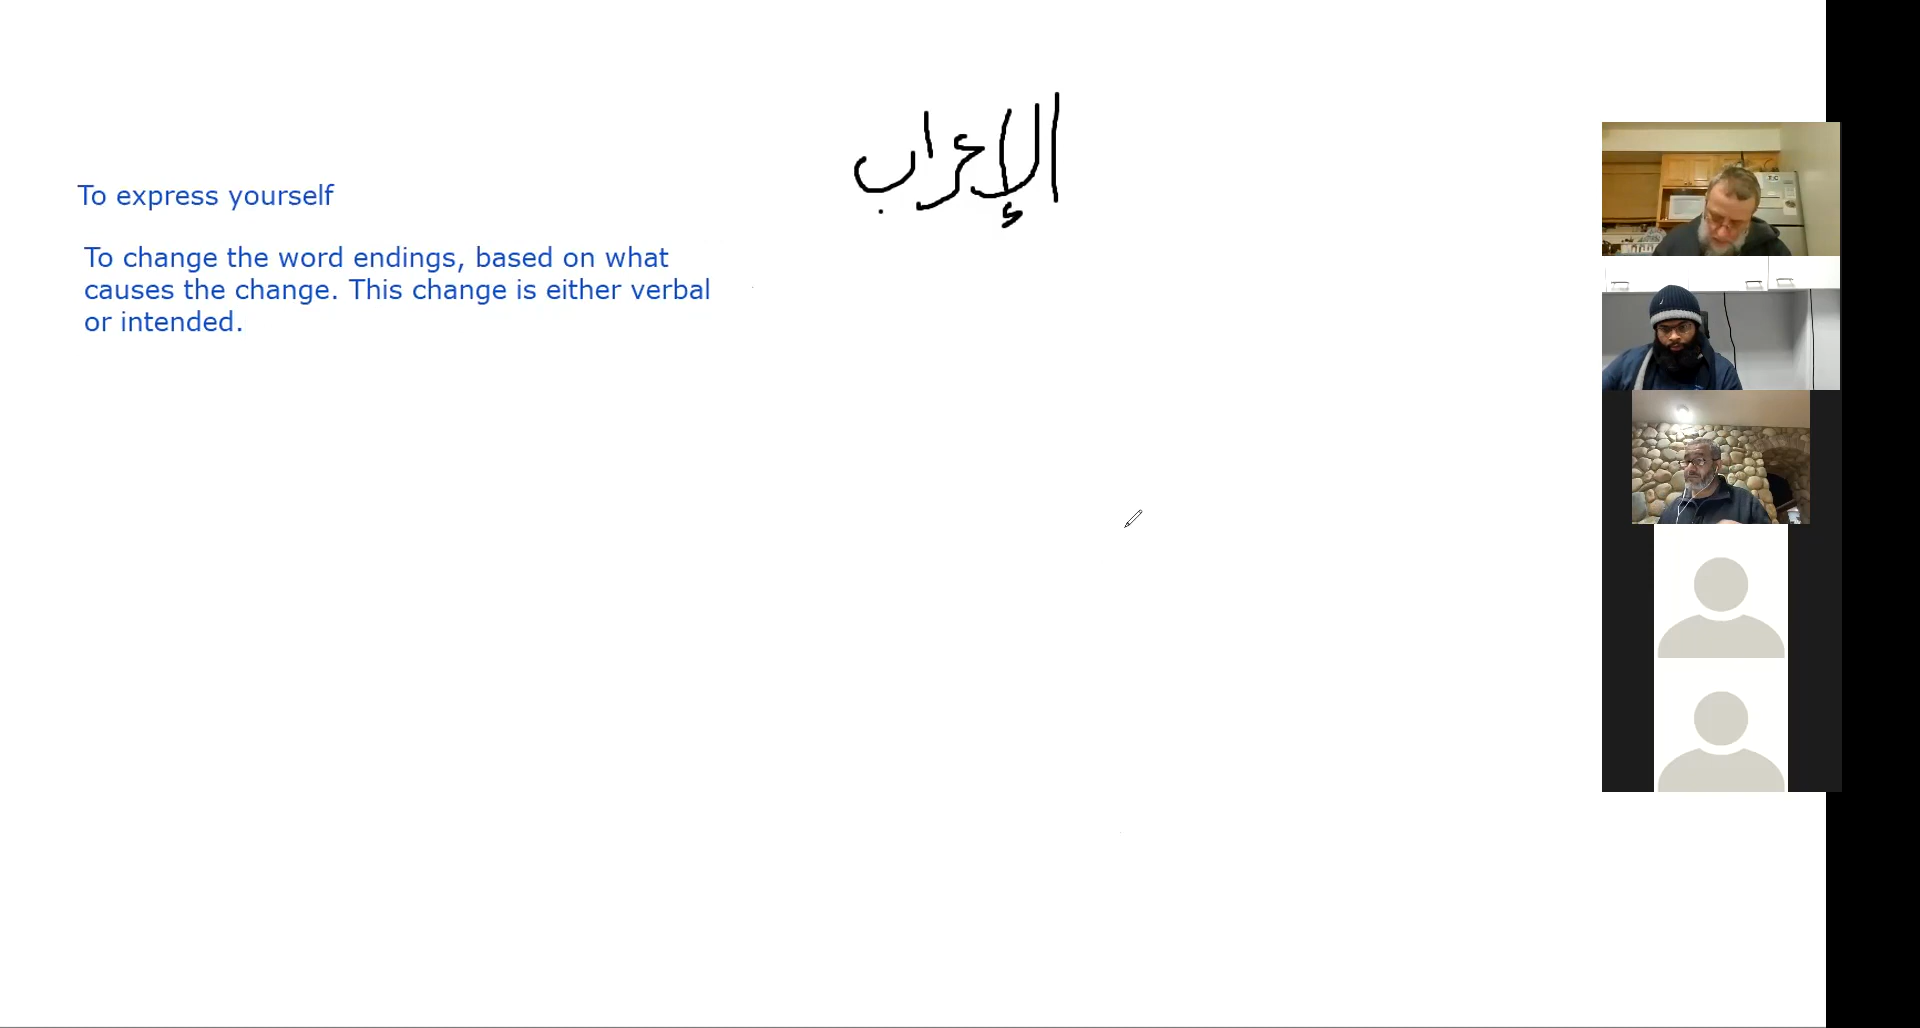 الإعراب
To express yourself
To change the word endings, based on what
causes the change. This change is either verbal
or intended.